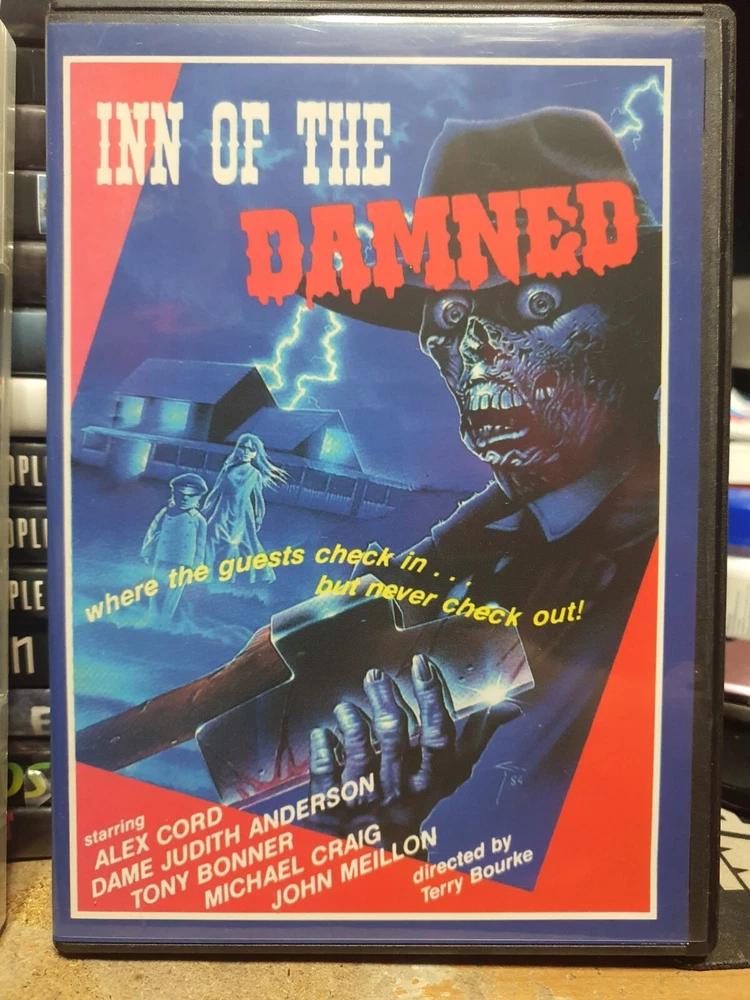 INN OF THE
DAMNED
where the guests check in . . .
but never check out!
starring
ALEX CORD
DAME JUDITH ANDERSON
TONY BONNER
MICHAEL CRAIG
JOHN MEILLON
directed by
Terry Bourke
84